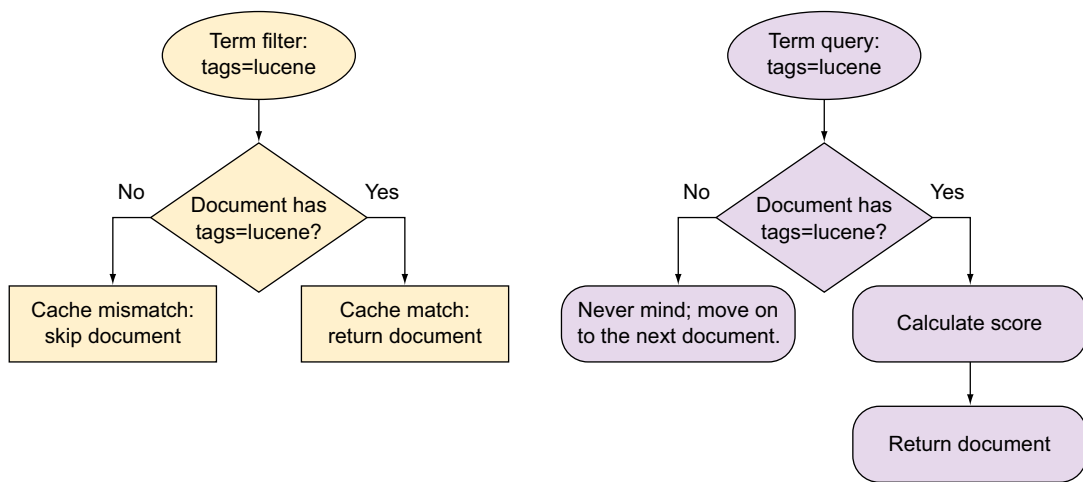 Term filter:
tags=lucene
No
Yes
Document has
tags=lucene?
Cache mismatch:
skip document
Cache match:
return document
Term query:
tags=lucene
No
Yes
Document has
tags=lucene?
Never mind; move on
to the next document.
Calculate score
Return document